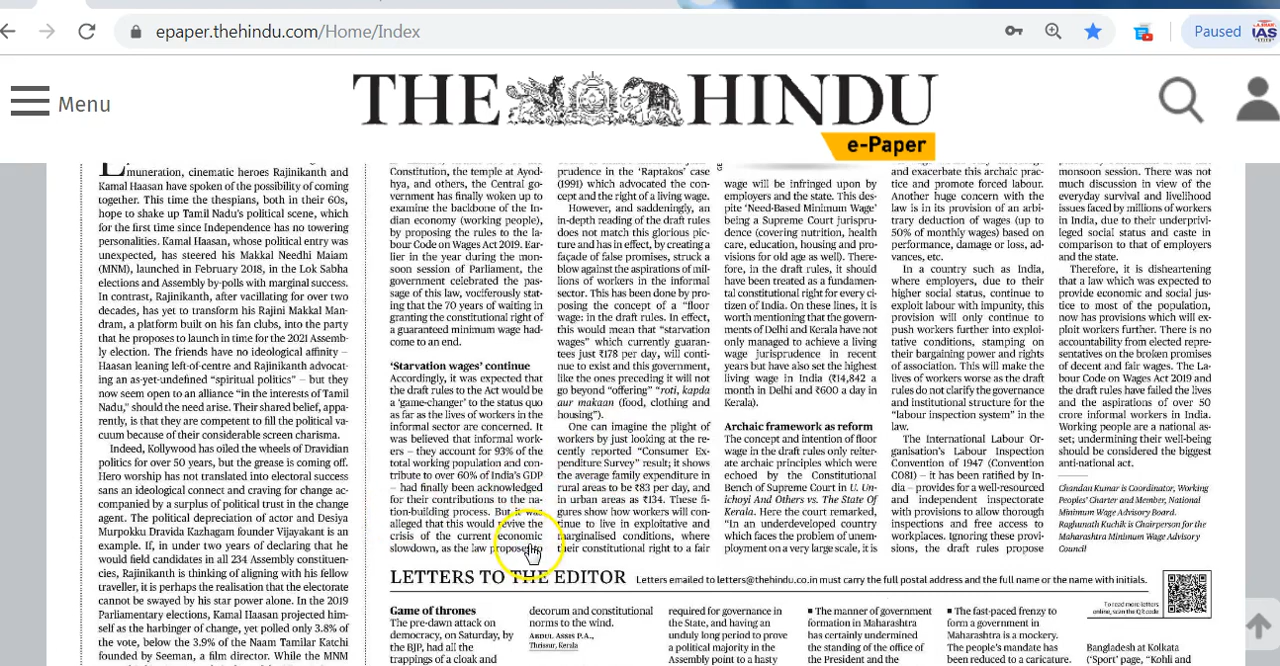 epaper.thehindu.com/Home/Index
Paused
IAS
Menu
THE HINDU
e-Paper
muneration, cinematic heroes Rajinikanth and
Kamal Haasan have spoken of the possibility of coming
together. This time the thespians, both in their 60s,
hope to shake up Tamil Nadu's political scene, which
for the first time since Independence has no towering
personalities. Kamal Haasan, whose political entry was
unexpected, has steered his Makkal Needhi Maiam
(MNM), launched in February 2018, in the Lok Sabha
elections and Assembly by-polls with marginal success.
In contrast, Rajinikanth, after vacillating for over two
decades, has yet to transform his Rajini Makkal Man-
dram, a platform built on his fan clubs, into the party
that he proposes to launch in time for the 2021 Assemb-
ly election. The friends have no ideological affinity –
Haasan leaning left-of-centre and Rajinikanth advocat-
ing an as-yet-undefined “spiritual politics” – but they
now seem open to an alliance “in the interests of Tamil
Nadu,” should the need arise. Their shared belief, appa-
rently, is that they are competent to fill the political va-
cuum because of their considerable screen charisma.
Indeed, Kollywood has oiled the wheels of Dravidian
politics for over 50 years, but the grease is coming off.
Hero worship has not translated into electoral success
sans an ideological connect and craving for change ac-
companied by a surplus of political trust in the change
agent. The political depreciation of actor and Desiya
Murpokku Dravida Kazhagam founder Vijayakant is an
example. If, in under two years of declaring that he
would field candidates in all 234 Assembly constituen-
cies, Rajinikanth is thinking of aligning with his fellow
traveller, it is perhaps the realisation that the electorate
cannot be swayed by his star power alone. In the 2019
Parliamentary elections, Kamal Haasan projected him-
self as the harbinger of change, yet polled only 3.8% of
the vote, below the 3.9% of the Naam Tamilar Katchi
founded by Seeman, a film director. While the MNM
Constitution, the temple at Ayod-
hya, and others, the Central go-
vernment has finally woken up to
examine the backbone of the In-
dian economy (working people),
by proposing the rules to the la-
bour Code on Wages Act 2019. Ear-
lier in the year during the mon-
soon session of Parliament, the
government celebrated the pas-
sage of this law, vociferously stat-
ing that the 70 years of waiting in
granting the constitutional right of
a guaranteed minimum wage had-
come to an end.
‘Starvation wages’ continue
Accordingly, it was expected that
the draft rules to the Act would be
a ‘game-changer’ to the status quo
as far as the lives of workers in the
informal sector are concerned. It
was believed that informal work-
ers – they account for 93% of the
total working population and con-
tribute to over 60% of India's GDP
– had finally been acknowledged
for their contributions to the na-
tion-building process. But it was
alleged that this would revive the
crisis of the current economic
slowdown, as the law proposed to
prudence in the ‘Raptakos’ case
(1991) which advocated the con-
cept and the right of a living wage.
However, and saddeningly, an
in-depth reading of the draft rules
does not match this glorious pic-
ture and has in effect, by creating a
façade of false promises, struck a
blow against the aspirations of mil-
lions of workers in the informal
sector. This has been done by pro-
posing the concept of a “floor
wage: in the draft rules. In effect,
this would mean that “starvation
wages” which currently guaran-
tees just ₹178 per day, will conti-
nue to exist and this government,
like the ones preceding it will not
go beyond “offering” “roti, kapda
aur makaan (food, clothing and
housing”).
One can imagine the plight of
workers by just looking at the re-
cently reported “Consumer Ex-
penditure Survey” result; it shows
the average family expenditure in
rural areas to be ₹83 per day, and
in urban areas as ₹134. These fi-
gures show how workers will con-
tinue to live in exploitative and
marginalised conditions, where
their constitutional right to a fair
wage will be infringed upon by
employers and the state. This des-
pite ‘Need-Based Minimum Wage’
being a Supreme Court jurispru-
dence (covering nutrition, health
care, education, housing and pro-
visions for old age as well). There-
fore, in the draft rules, it should
have been treated as a fundamen-
tal constitutional right for every ci-
tizen of India. On these lines, it is
worth mentioning that the govern-
ments of Delhi and Kerala have not
only managed to achieve a living
wage jurisprudence in recent
years but have also set the highest
living wage in India (₹14,842 a
month in Delhi and ₹600 a day in
Kerala).
Archaic framework as reform
The concept and intention of floor
wage in the draft rules only reiter-
ate archaic principles which were
echoed by the Constitutional
Bench of Supreme Court in U. Un-
ichoyi And Others vs. The State Of
Kerala. Here the court remarked,
“In an underdeveloped country
which faces the problem of unem-
ployment on a very large scale, it is
and exacerbate this archaic prac-
tice and promote forced labour.
Another huge concern with the
law is in its provision of an arbi-
trary deduction of wages (up to
50% of monthly wages) based on
performance, damage or loss, ad-
vances, etc.
In a country such as India,
where employers, due to their
higher social status, continue to
exploit labour with impunity, this
provision will only continue to
push workers further into exploi-
tative conditions, stamping on
their bargaining power and rights
of association. This will make the
lives of workers worse as the draft
rules do not clarify the governance
and institutional structure for the
“labour inspection system” in the
law.
The International Labour Or-
ganisation's Labour Inspection
Convention of 1947 (Convention
C081) – it has been ratified by In-
dia – provides for a well-resourced
and independent inspectorate
with provisions to allow thorough
inspections and free access to
workplaces. Ignoring these provi-
sions, the draft rules propose
monsoon session. There was not
much discussion in view of the
everyday survival and livelihood
issues faced by millions of workers
in India, due to their underprivi-
leged social status and caste in
comparison to that of employers
and the state.
Therefore, it is disheartening
that a law which was expected to
provide economic and social jus-
tice to most of the population,
now has provisions which will ex-
ploit workers further. There is no
accountability from elected repre-
sentatives on the broken promises
of decent and fair wages. The La-
bour Code on Wages Act 2019 and
the draft rules have failed the lives
and the aspirations of over 50
crore informal workers in India.
Working people are a national as-
set; undermining their well-being
should be considered the biggest
anti-national act.
Chandan Kumar is Coordinator, Working
Peoples' Charter and Member, National
Minimum Wage Advisory Board.
Raghunath Kuchik is Chairperson for the
Maharashtra Minimum Wage Advisory
Council
LETTERS TO THE EDITOR Letters emailed to letters@thehindu.co.in must carry the full postal address and the full name or the name with initials.
To read more letters
online, scan the QR code
Game of thrones
The pre-dawn attack on
democracy, on Saturday, by
the BJP, had all the
trappings of a cloak and
decorum and constitutional
norms to the wind.
ABDUL ASSIS P.A.,
Thrissur, Kerala
required for governance in
the State, and having an
unduly long period to prove
a political majority in the
Assembly point to a hasty
■ The manner of government
formation in Maharashtra
has certainly undermined
the standing of office of
the President and the
■ The fast-paced frenzy to
form a government in
Maharashtra is a mockery.
The people's mandate has
been reduced to a caricature.
Bangladesh at Kolkata
(“Sport” page, “Kohli and